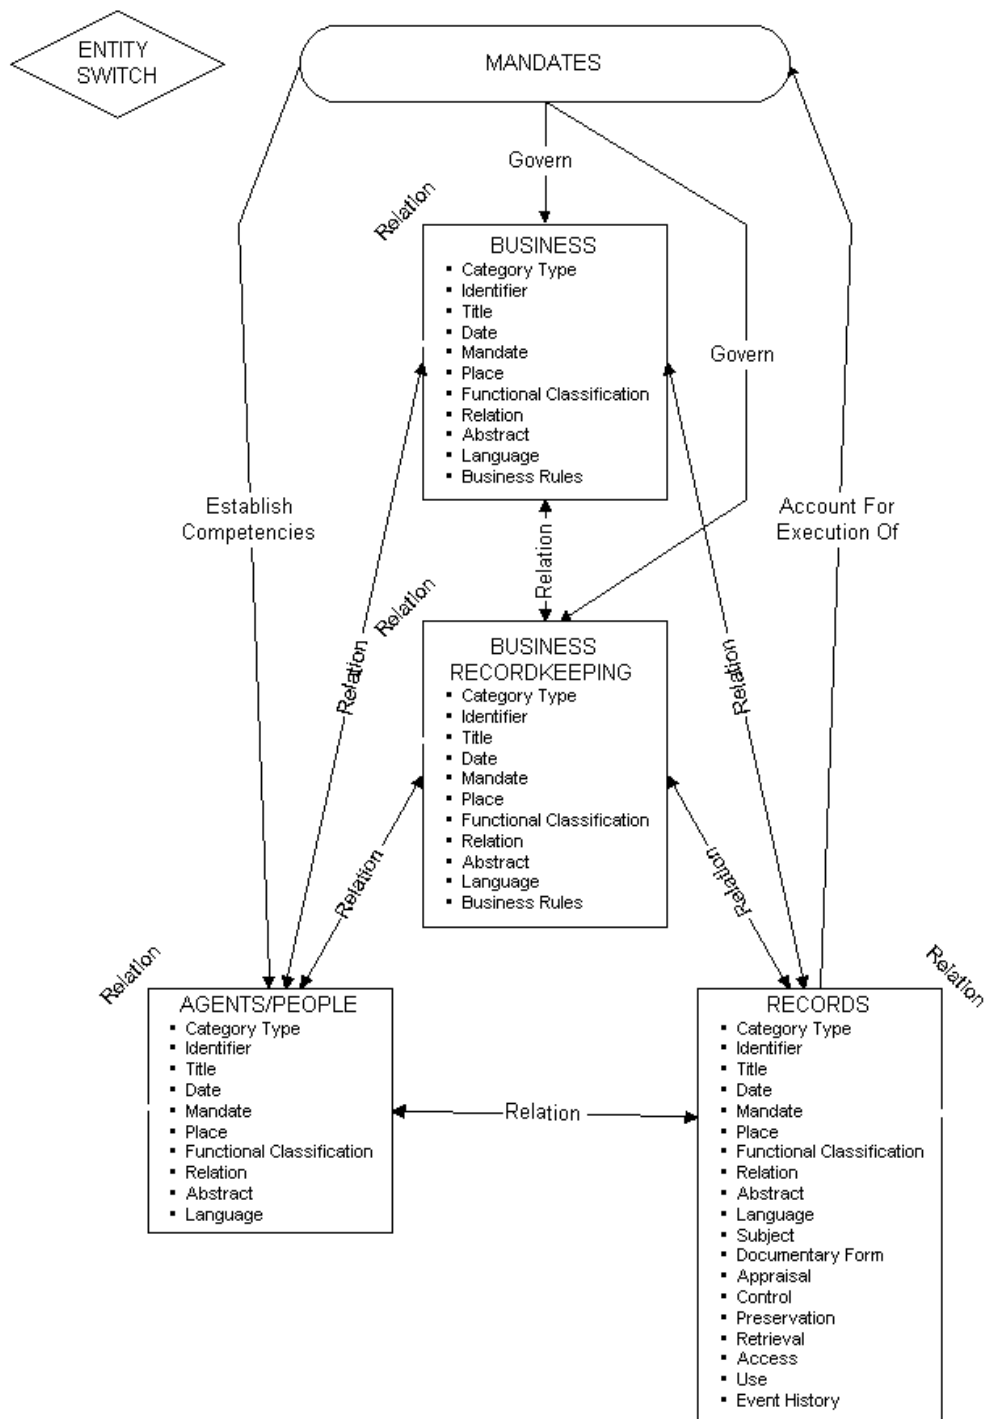 ENTITY
SWITCH
MANDATES
Govern
Relation
BUSINESS
▪ Category Type
▪ Identifier
▪ Title
▪ Date
▪ Mandate
▪ Place
▪ Functional Classification
▪ Relation
▪ Abstract
▪ Language
▪ Business Rules
Govern
Establish
Competencies
Account For
Execution Of
Relation
Relation
Relation
Relation
BUSINESS
RECORDKEEPING
▪ Category Type
▪ Identifier
▪ Title
▪ Date
▪ Mandate
▪ Place
▪ Functional Classification
▪ Relation
▪ Abstract
▪ Language
▪ Business Rules
Relation
Relation
Relation
AGENTS/PEOPLE
▪ Category Type
▪ Identifier
▪ Title
▪ Date
▪ Mandate
▪ Place
▪ Functional Classification
▪ Relation
▪ Abstract
▪ Language
Relation
Relation
RECORDS
▪ Category Type
▪ Identifier
▪ Title
▪ Date
▪ Mandate
▪ Place
▪ Functional Classification
▪ Relation
▪ Abstract
▪ Language
▪ Subject
▪ Documentary Form
▪ Appraisal
▪ Control
▪ Preservation
▪ Retrieval
▪ Access
▪ Use
▪ Event History